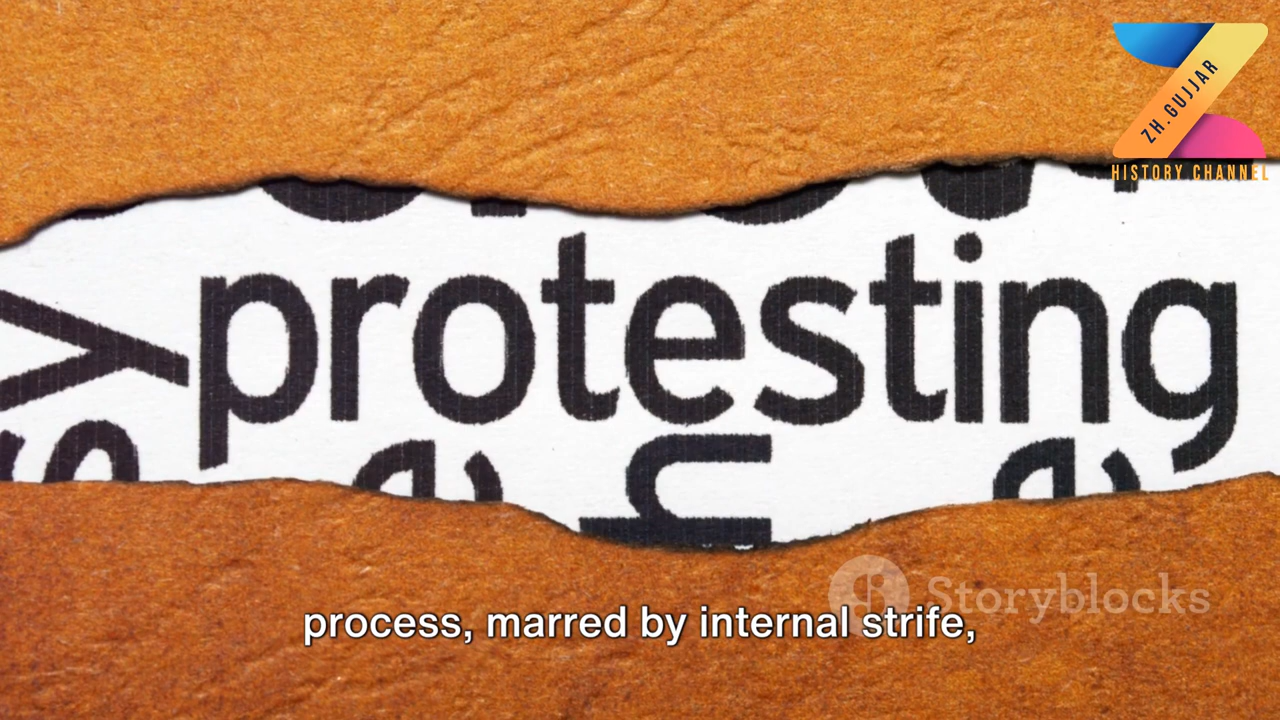 ZH.GUJJAR
HISTORY CHANNEL
protesting
Storyblocks
process, marred by internal strife,